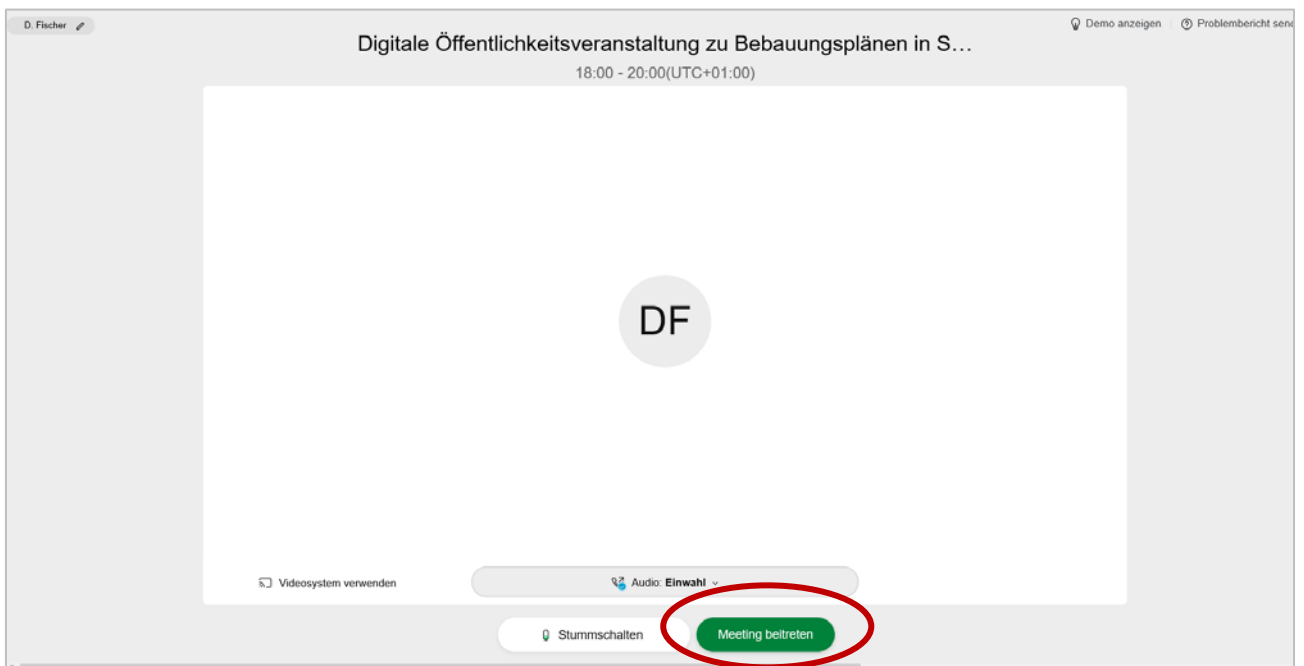 D. Fischer
Demo anzeigen
Problembericht send
Digitale Öffentlichkeitsveranstaltung zu Bebauungsplänen in S…
18:00 - 20:00(UTC+01:00)
DF
Videosystem verwenden
Audio: Einwahl
Stummschalten
Meeting beitreten